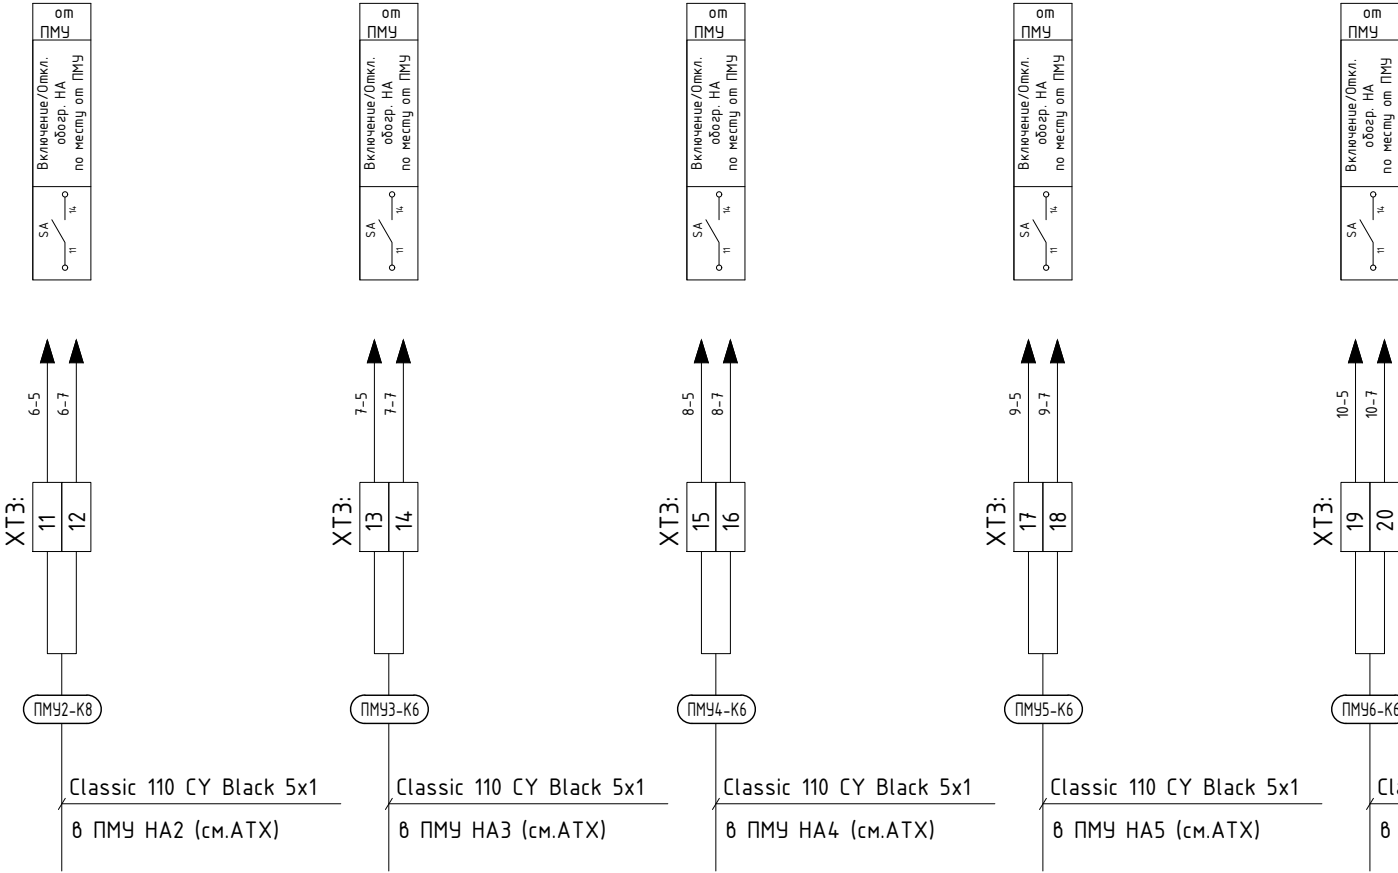 от
ПМУ
Включение/Откл.
обогр. НА
по месту от ПМУ
SA
14
11
6-5
6-7
XT3:
11
12
ПМУ2-К8
Classic 110 CY Black 5x1
в ПМУ НА2 (см.АТХ)
от
ПМУ
Включение/Откл.
обогр. НА
по месту от ПМУ
SA
14
11
7-5
7-7
XT3:
13
14
ПМУ3-К6
Classic 110 CY Black 5x1
в ПМУ НА3 (см.АТХ)
от
ПМУ
Включение/Откл.
обогр. НА
по месту от ПМУ
SA
14
11
8-5
8-7
XT3:
15
16
ПМУ4-К6
Classic 110 CY Black 5x1
в ПМУ НА4 (см.АТХ)
от
ПМУ
Включение/Откл.
обогр. НА
по месту от ПМУ
SA
14
11
9-5
9-7
XT3:
17
18
ПМУ5-К6
Classic 110 CY Black 5x1
в ПМУ НА5 (см.АТХ)
от
ПМУ
Включение/Откл.
обогр. НА
по месту от ПМУ
SA
14
11
10-5
10-7
XT3:
19
20
ПМУ6-К6
Cla
в